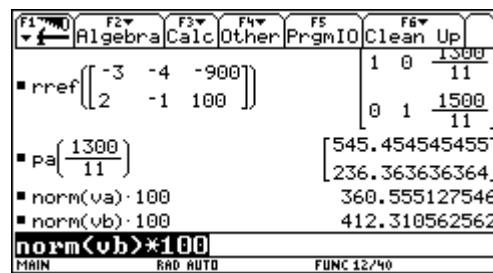 F1 F2 F3 F4 F5 F6
Algebra Calc Other PrgmIO Clean Up
rref([-3 -4 -900] [1 0 1300/11
[2 -1 100]) [0 1 1500/11
pa(1300/11) [545.454545455
[236.363636364
norm(va)·100 360.555127546
norm(vb)·100 412.310562562
norm(vb)*100
MAIN RAD AUTO FUNC 12/40